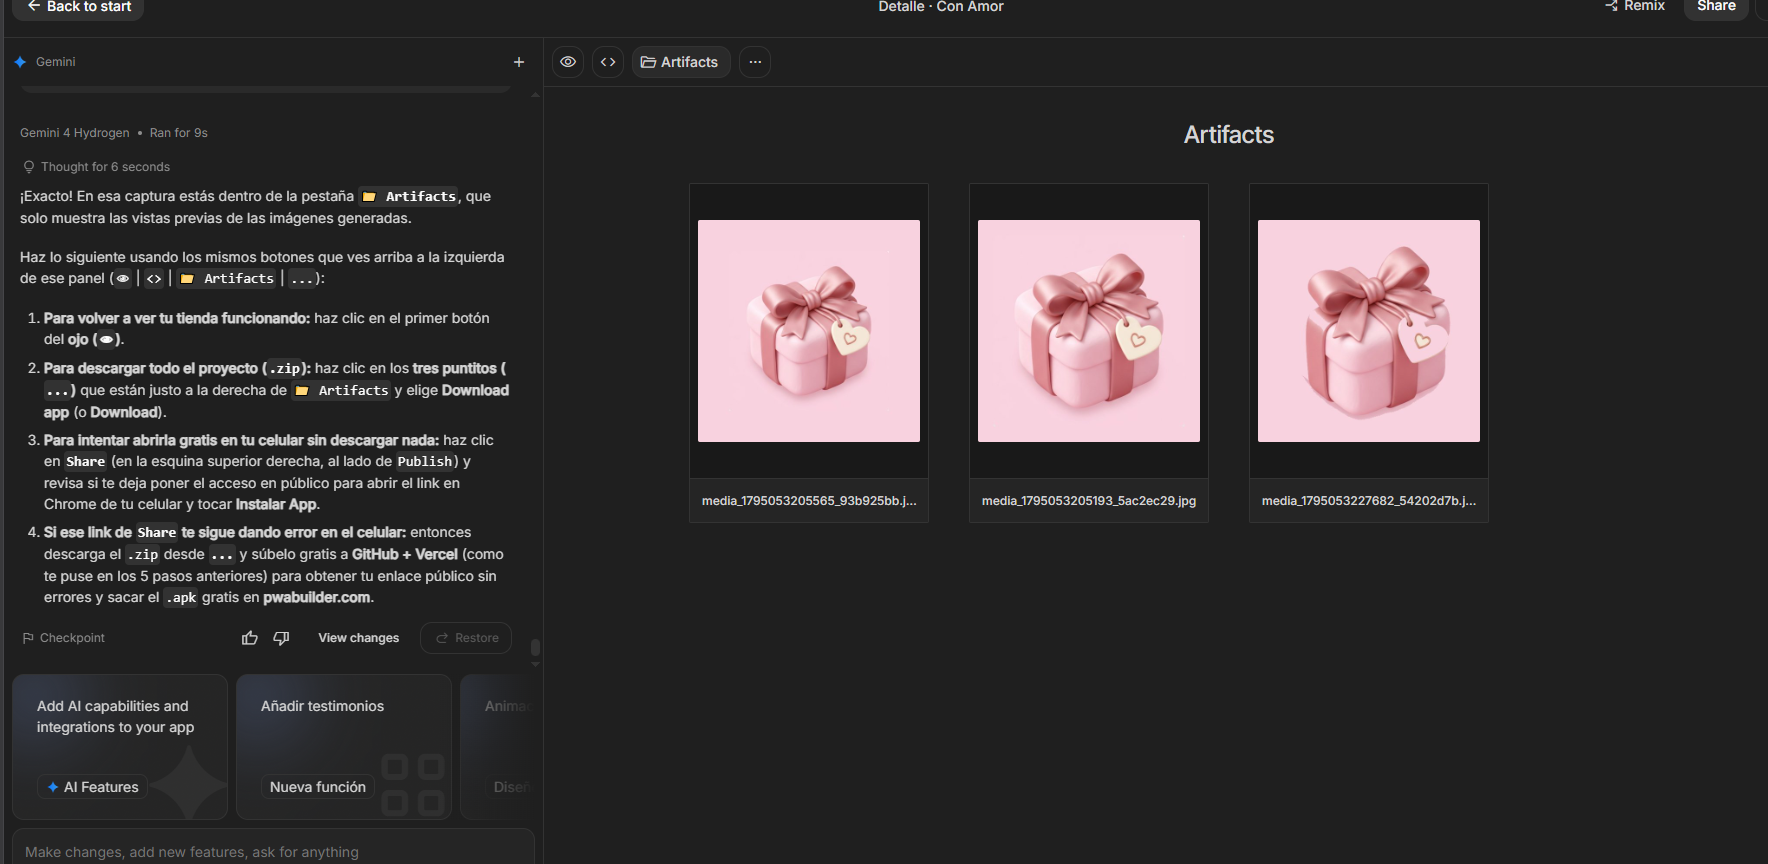 Back to start
Detalle · Con Amor
Remix
Share
Gemini
Artifacts
Gemini 4 Hydrogen • Ran for 9s
Thought for 6 seconds
¡Exacto! En esa captura estás dentro de la pestaña Artifacts, que
solo muestra las vistas previas de las imágenes generadas.
Haz lo siguiente usando los mismos botones que ves arriba a la izquierda
de ese panel ( | <> | Artifacts | ...):
1. Para volver a ver tu tienda funcionando: haz clic en el primer botón
del ojo ( ).
2. Para descargar todo el proyecto (.zip): haz clic en los tres puntitos (
...) que están justo a la derecha de Artifacts y elige Download
app (o Download).
3. Para intentar abrirla gratis en tu celular sin descargar nada: haz clic
en Share (en la esquina superior derecha, al lado de Publish) y
revisa si te deja poner el acceso en público para abrir el link en
Chrome de tu celular y tocar Instalar App.
4. Si ese link de Share te sigue dando error en el celular: entonces
descarga el .zip desde ... y súbelo gratis a GitHub + Vercel (como
te puse en los 5 pasos anteriores) para obtener tu enlace público sin
errores y sacar el .apk gratis en pwabuilder.com.
Checkpoint
View changes
Restore
Add AI capabilities and
integrations to your app
AI Features
Añadir testimonios
Nueva función
Make changes, add new features, ask for anything
Artifacts
media_1795053205565_93b925bb.j...
media_1795053205193_5ac2ec29.jpg
media_1795053227682_54202d7b.j...